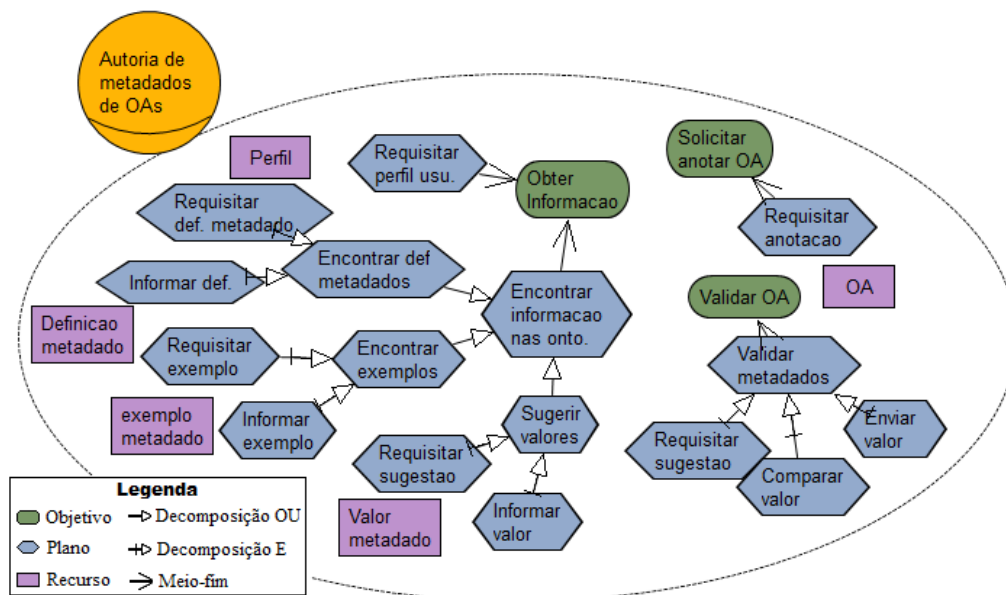 Autoria de
metadados
de OAs
Perfil
Requisitar
perfil usu.
Obter
Informacao
Solicitar
anotar OA
Requisitar
def. metadado
Requisitar
anotacao
Informar def.
Encontrar def
metadados
Encontrar
informacao
nas onto.
Validar OA
OA
Definicao
metadado
Requisitar
exemplo
Encontrar
exemplos
Validar
metadados
exemplo
metadado
Informar
exemplo
Sugerir
valores
Requisitar
sugestao
Requisitar
sugestao
Enviar
valor
Comparar
valor
Valor
metadado
Informar
valor
Legenda
Objetivo
Decomposição OU
Plano
Decomposição E
Recurso
Meio-fim